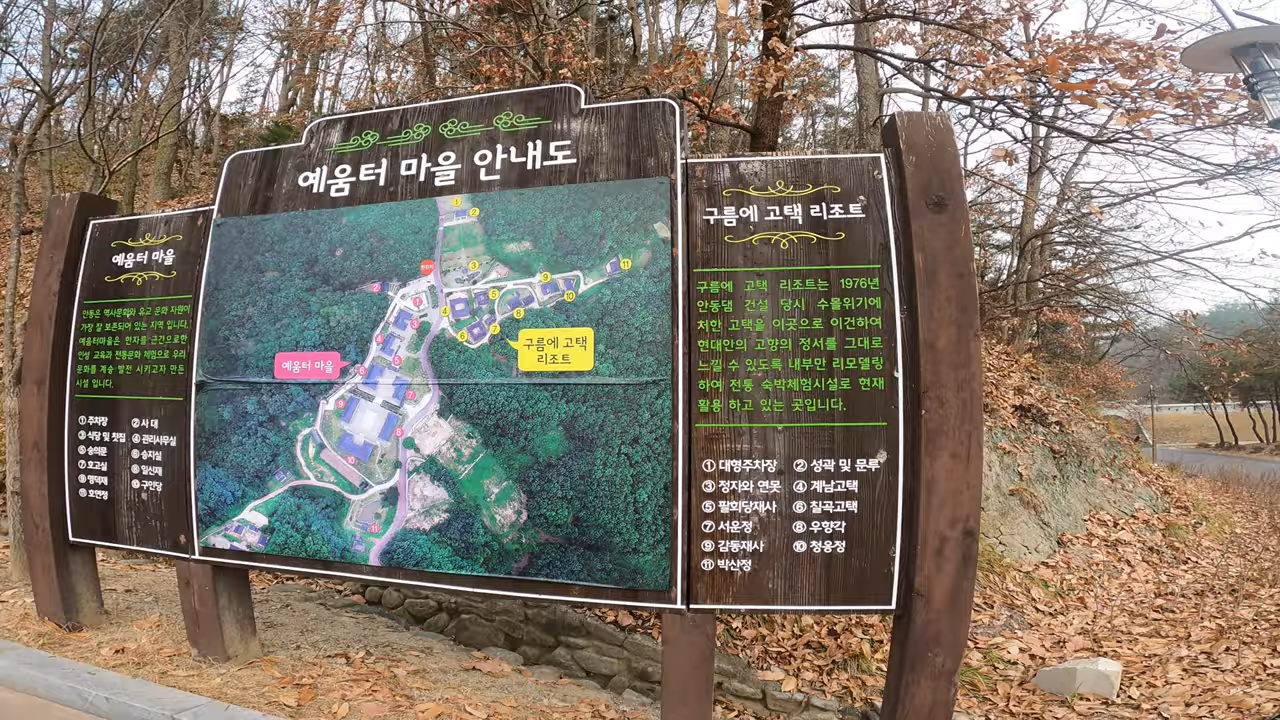 예움터 마을 안내도
예움터 마을
안동은 역사문화와 유교 문화 자원이
가장 잘 보존되어 있는 지역 입니다.
예움터마을은 한자를 근간으로한
인성 교육과 전통문화 체험으로 우리
문화를 계승·발전 시키고자 만든
시설 입니다.
① 주차장 ② 사대
③ 식당 및 찻집 ④ 관리사무실
⑤ 숭의문 ⑥ 승지실
⑦ 호고실 ⑧ 일신재
⑨ 명덕재 ⑩ 구인당
⑪ 호연정
예움터 마을
구름에 고택
리조트
구름에 고택 리조트
구름에 고택 리조트는 1976년
안동댐 건설 당시 수몰위기에
처한 고택을 이곳으로 이건하여
현대인의 고향의 정서를 그대로
느낄 수 있도록 내부만 리모델링
하여 전통 숙박체험시설로 현재
활용 하고 있는 곳입니다.
① 대형주차장 ② 성곽 및 문루
③ 정자와 연못 ④ 계남고택
⑤ 팔회당재사 ⑥ 칠곡고택
⑦ 서운정 ⑧ 우향각
⑨ 감동재사 ⑩ 청옹정
⑪ 박산정